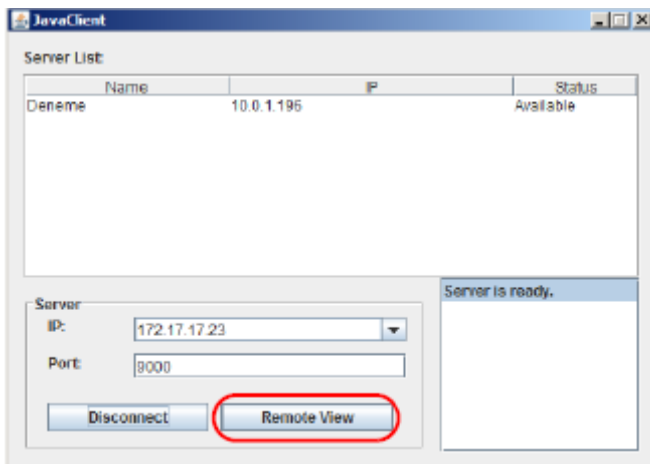 JavaClient
Server List:
Name IP Status
Deneme 10.0.1.196 Available
Server is ready.
Server
IP: 172.17.17.23
Port: 9000
Disconnect Remote View